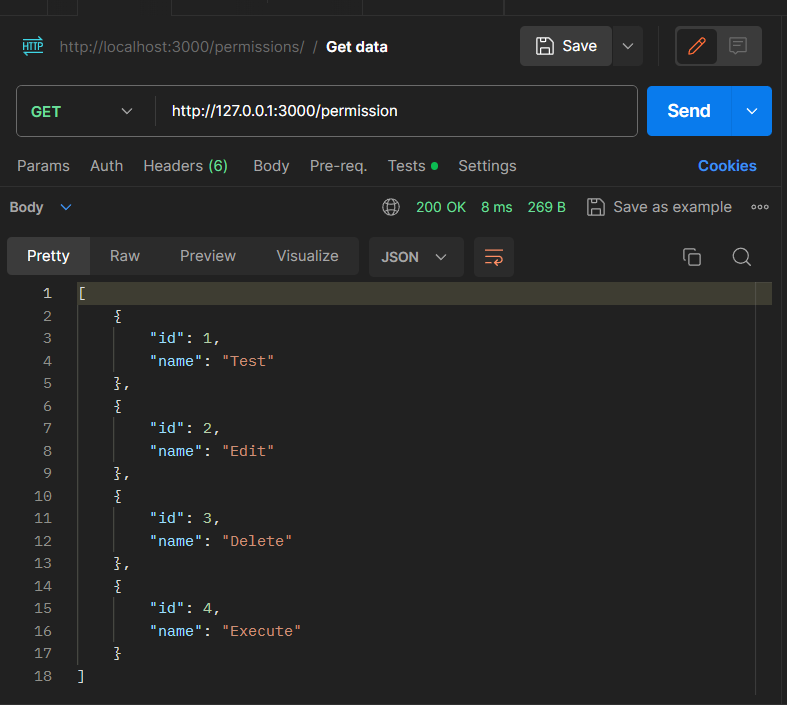 HTTP http://localhost:3000/permissions/ / Get data Save
GET http://127.0.0.1:3000/permission Send
Params Auth Headers (6) Body Pre-req. Tests Settings Cookies
Body 200 OK 8 ms 269 B Save as example
Pretty Raw Preview Visualize JSON
1 [
2 {
3 "id": 1,
4 "name": "Test"
5 },
6 {
7 "id": 2,
8 "name": "Edit"
9 },
10 {
11 "id": 3,
12 "name": "Delete"
13 },
14 {
15 "id": 4,
16 "name": "Execute"
17 }
18 ]